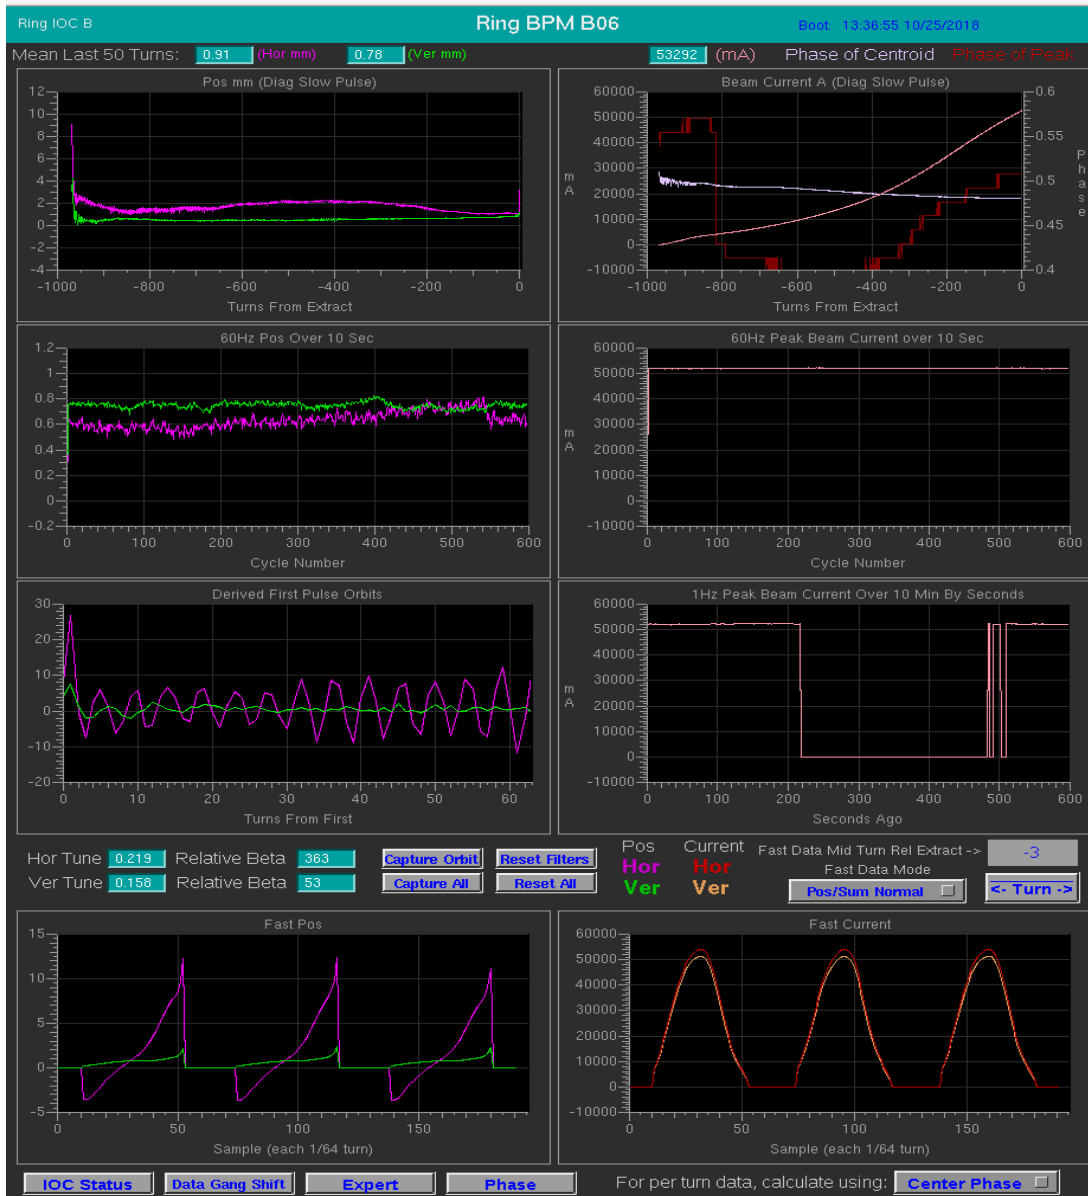 Ring IOC B Ring BPM B06 Boot: 13:36:55 10/25/2018
Mean Last 50 Turns: 0.91 (Hor mm) 0.78 (Ver mm) 53292 (mA) Phase of Centroid Phase of Peak
Pos mm (Diag Slow Pulse)
12
10
8
6
4
2
0
-2
-4
-1000 -800 -600 -400 -200 0
Turns From Extract
Beam Current A (Diag Slow Pulse)
60000 0.6
50000
0.55
40000
30000
0.5
20000
10000
0.45
0
-10000 0.4
mA
Phase
-1000 -800 -600 -400 -200 0
Turns From Extract
60Hz Pos Over 10 Sec
1.2
1
0.8
0.6
0.4
0.2
0
-0.2
0 100 200 300 400 500 600
Cycle Number
60Hz Peak Beam Current over 10 Sec
60000
50000
40000
30000
20000
10000
0
-10000
mA
0 100 200 300 400 500 600
Cycle Number
Derived First Pulse Orbits
30
20
10
0
-10
-20
0 10 20 30 40 50 60
Turns From First
1Hz Peak Beam Current Over 10 Min By Seconds
60000
50000
40000
30000
20000
10000
0
-10000
mA
0 100 200 300 400 500 600
Seconds Ago
Hor Tune 0.219 Relative Beta 363 Capture Orbit Reset Filters
Ver Tune 0.158 Relative Beta 53 Capture All Reset All
Pos Current
Hor Hor
Ver Ver
Fast Data Mid Turn Rel Extract -> -3
Fast Data Mode
Pos/Sum Normal <- Turn ->
Fast Pos
15
10
5
0
-5
0 50 100 150
Sample (each 1/64 turn)
Fast Current
60000
50000
40000
30000
20000
10000
0
-10000
0 50 100 150
Sample (each 1/64 turn)
IOC Status Data Gang Shift Expert Phase For per turn data, calculate using: Center Phase